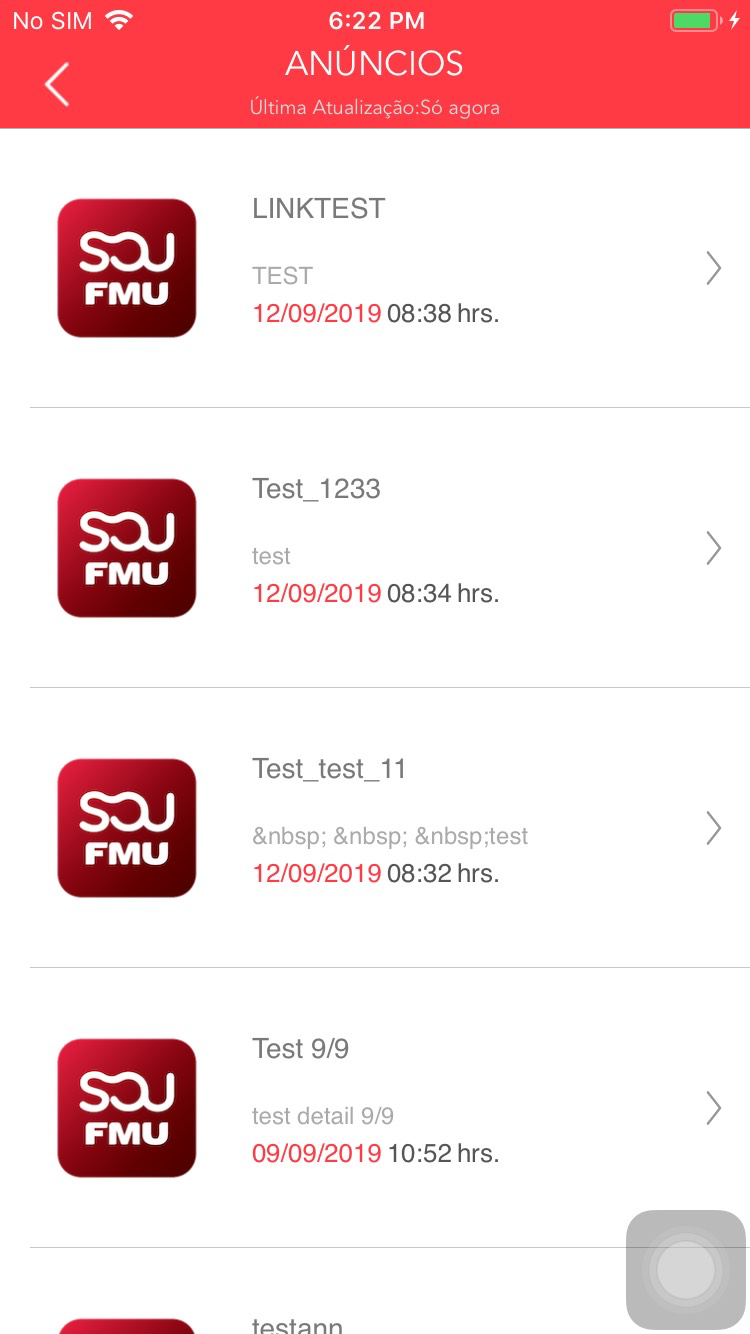 No SIM 6:22 PM
ANÚNCIOS
Última Atualização:Só agora
LINKTEST
SOU
FMU
TEST
12/09/2019 08:38 hrs.
Test_1233
SOU
FMU
test
12/09/2019 08:34 hrs.
Test_test_11
SOU
FMU
&nbsp; &nbsp; &nbsp;test
12/09/2019 08:32 hrs.
Test 9/9
SOU
FMU
test detail 9/9
09/09/2019 10:52 hrs.
testann